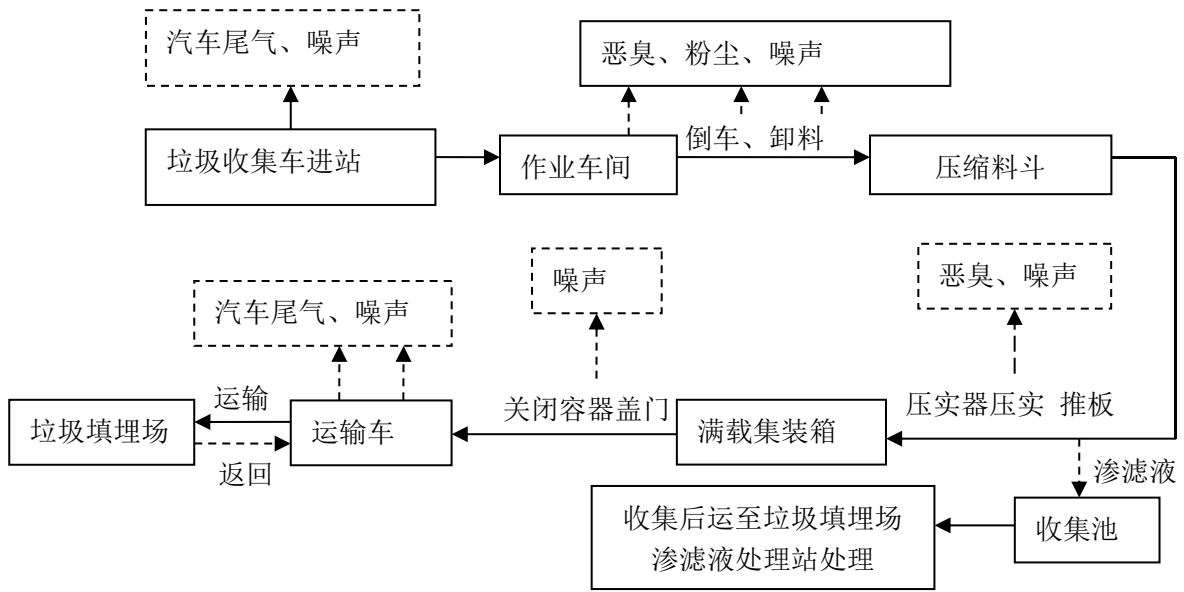 汽车尾气、噪声
恶臭、粉尘、噪声
垃圾收集车进站
作业车间
倒车、卸料
压缩料斗
汽车尾气、噪声
噪声
恶臭、噪声
垃圾填埋场
运输
返回
运输车
关闭容器盖门
满载集装箱
压实器压实 推板
渗滤液
收集后运至垃圾填埋场
渗滤液处理站处理
收集池